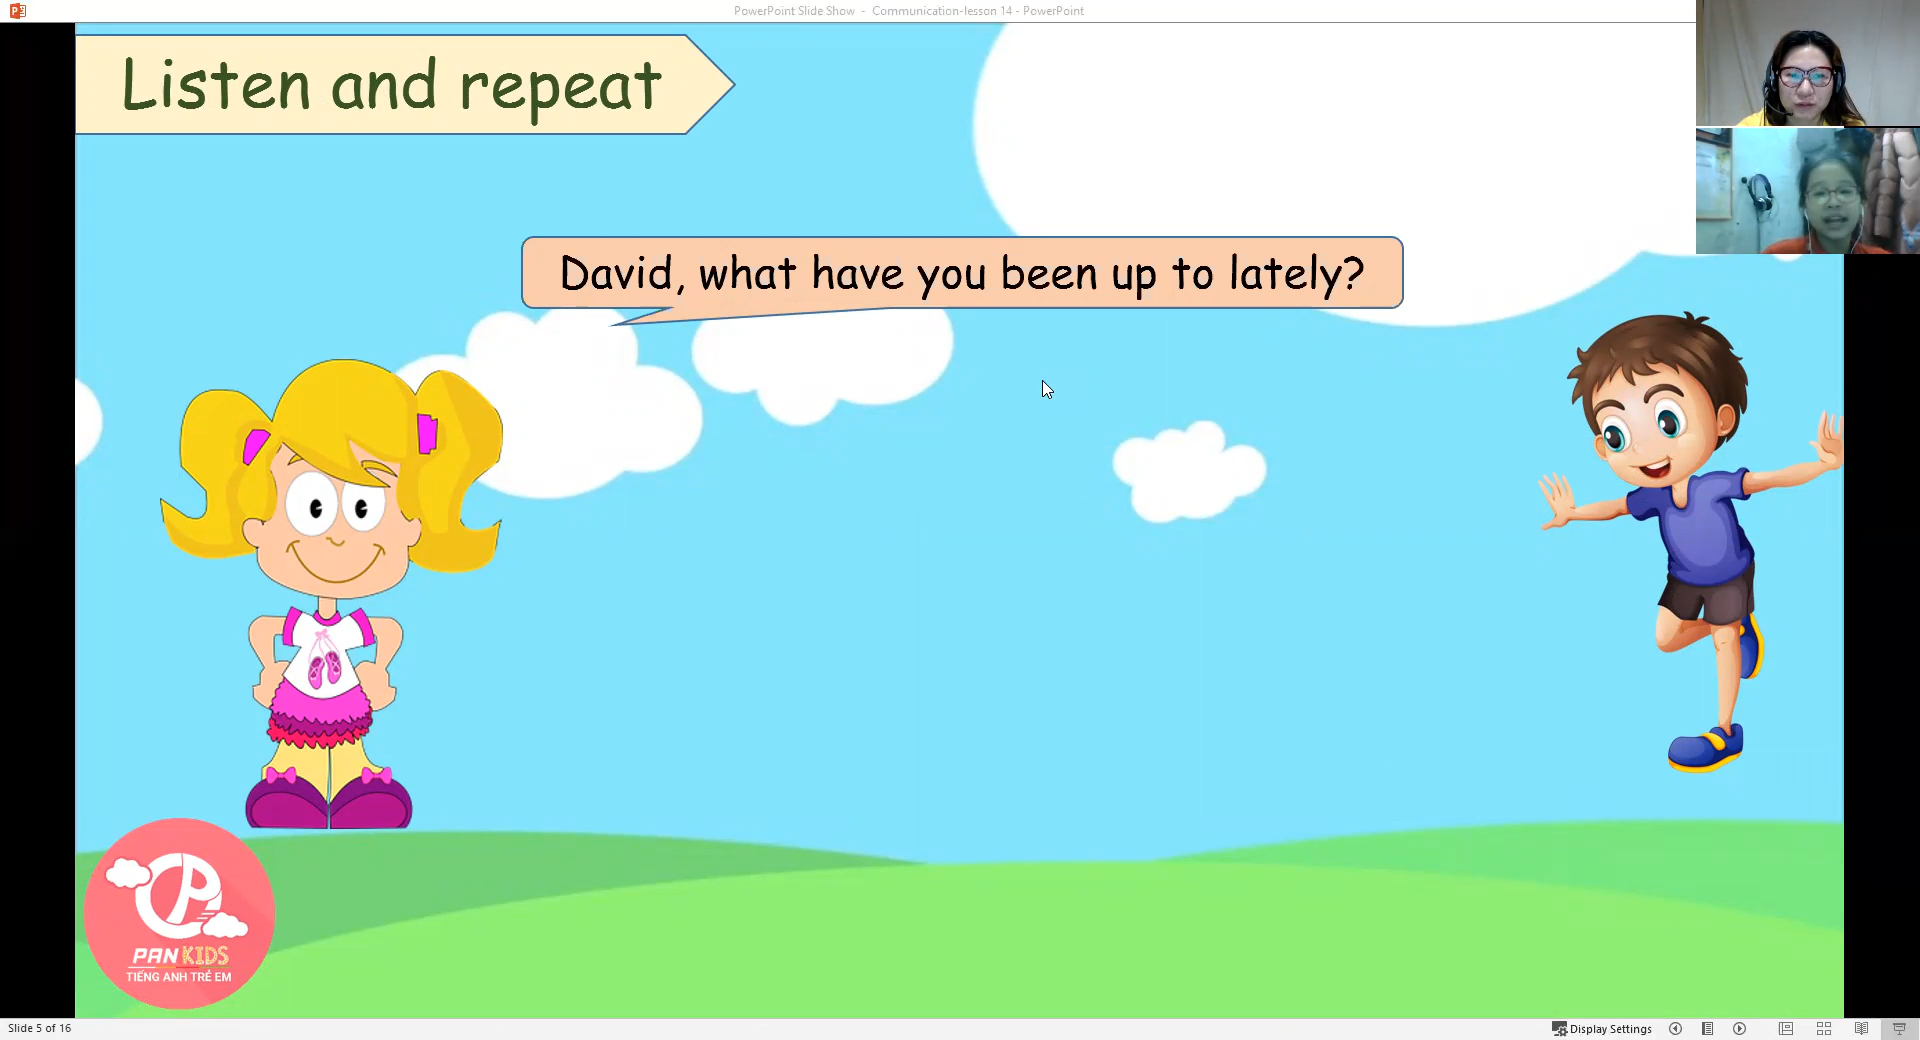 PowerPoint Slide Show - Communication-lesson 14 - PowerPoint
Listen and repeat
David, what have you been up to lately?
PAN KIDS
TIẾNG ANH TRẺ EM
Slide 5 of 16
Display Settings